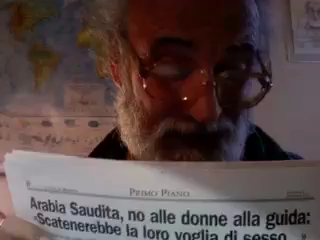 PRIMO PIANO
Arabia Saudita, no alle donne alla guida:
«Scatenerebbe la loro voglia di sesso